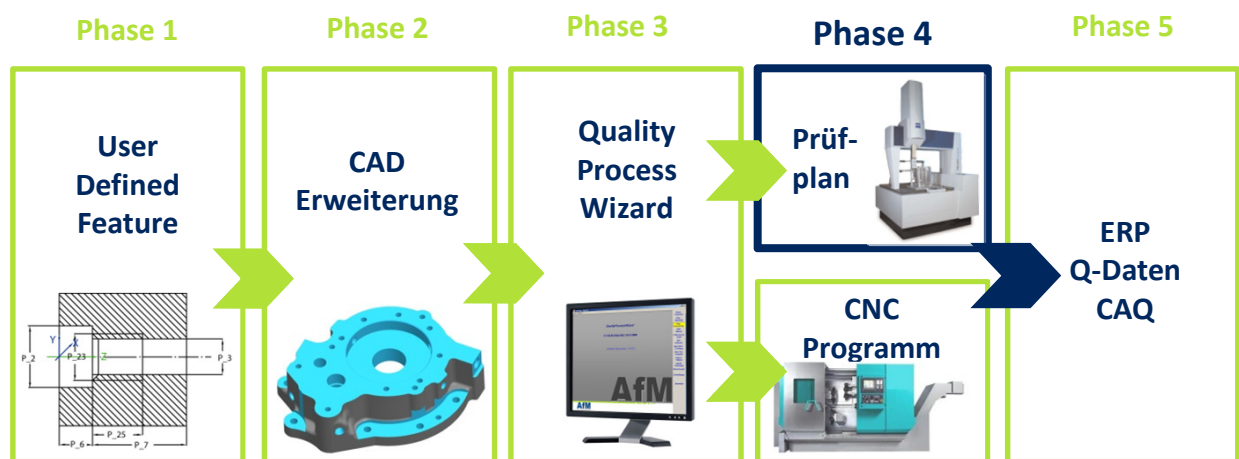 Phase 1
Phase 2
Phase 3
Phase 4
Phase 5
User
Defined
Feature
Y
X
Z
P_2
P_23
P_3
P_25
P_6
P_7
CAD
Erweiterung
Quality
Process
Wizard
AfM
AfM
Prüf-
plan
CNC
Programm
ERP
Q-Daten
CAQ